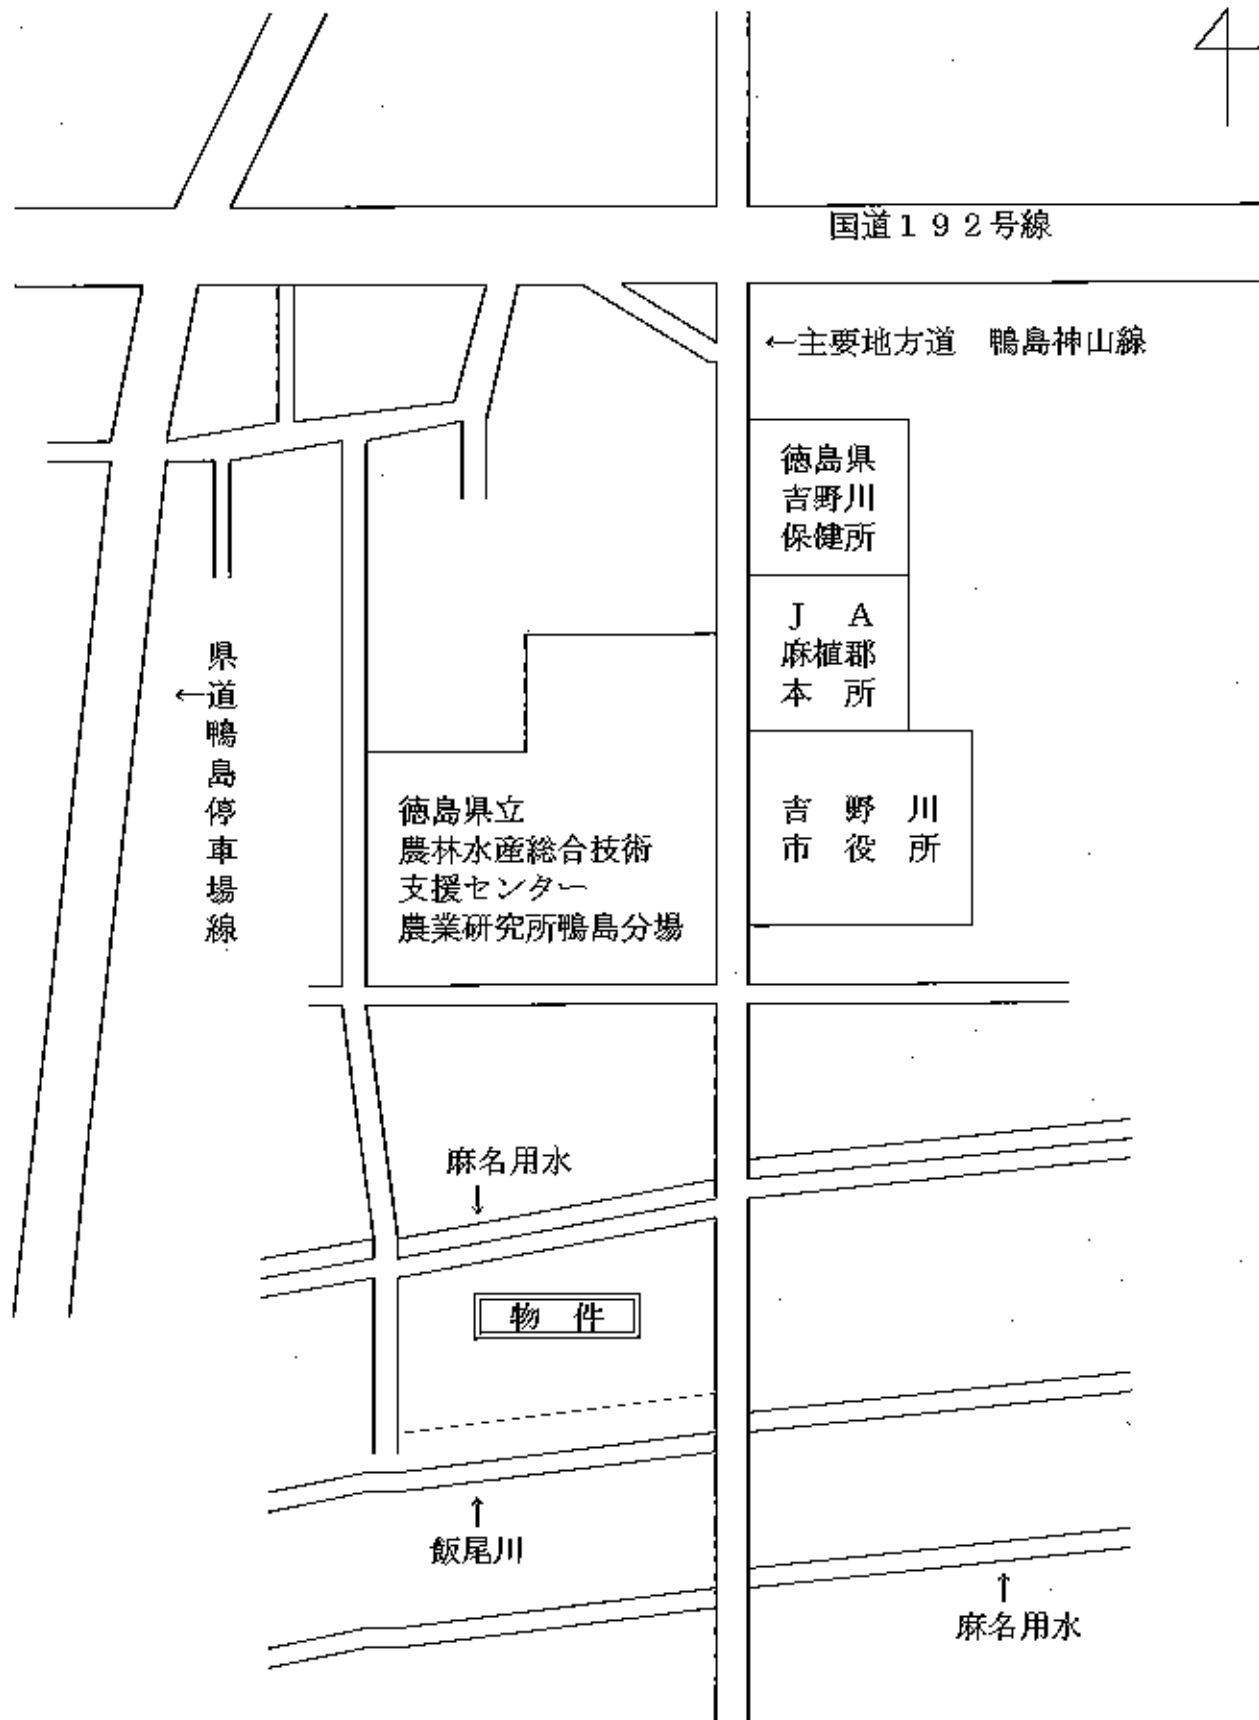 国道１９２号線
←主要地方道　鴨島神山線
徳島県
吉野川
保健所
Ｊ　Ａ
麻植郡
本　所
県道鴨島停車場線
←
徳島県立
農林水産総合技術
支援センター
農業研究所鴨島分場
吉　野　川
市　役　所
麻名用水
↓
物　件
↑
飯尾川
↑
麻名用水